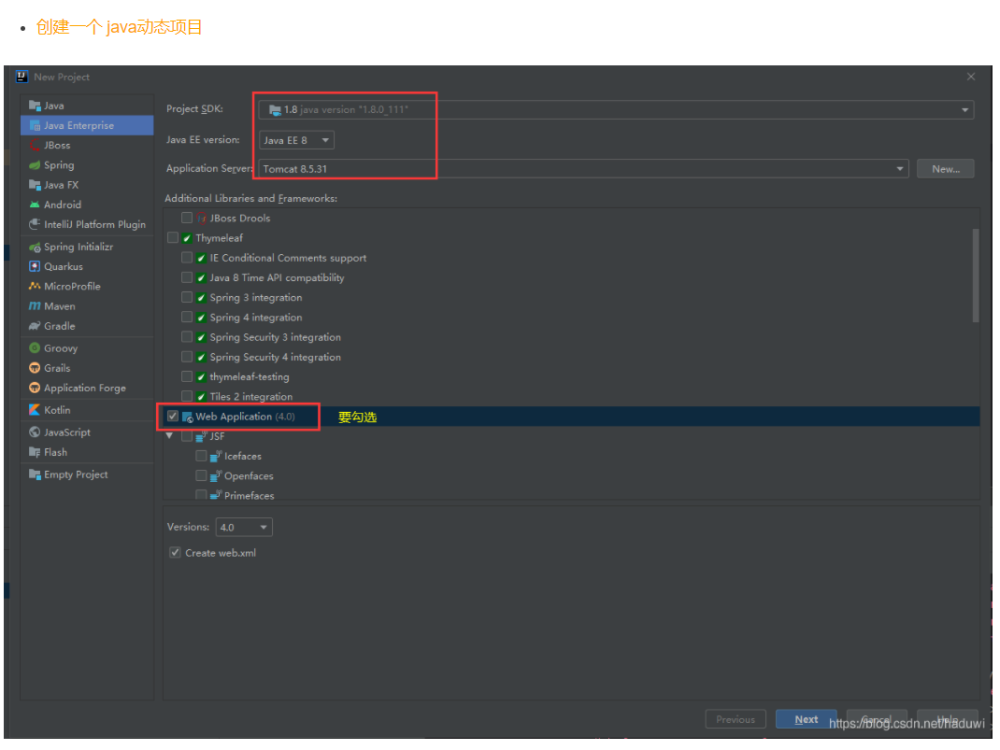 创建一个 java动态项目
New Project
Java
Java Enterprise
JBoss
Spring
Java FX
Android
IntelliJ Platform Plugin
Spring Initializr
Quarkus
MicroProfile
Maven
Gradle
Groovy
Grails
Application Forge
Kotlin
JavaScript
Flash
Empty Project
Project SDK:
1.8 java version "1.8.0_111"
Java EE version:
Java EE 8
Application Server:
Tomcat 8.5.31
New...
Additional Libraries and Frameworks:
JBoss Drools
Thymeleaf
IE Conditional Comments support
Java 8 Time API compatibility
Spring 3 integration
Spring 4 integration
Spring Security 3 integration
Spring Security 4 integration
thymeleaf-testing
Tiles 2 integration
Web Application (4.0) 要勾选
JSF
Icefaces
Openfaces
Primefaces
Versions: 4.0
Create web.xml
Previous
Next
Cancel
Help
https://blog.csdn.net/haduwi